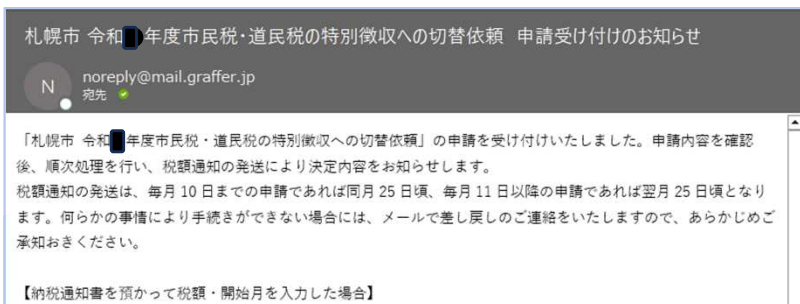 札幌市 令和 年度市民税・道民税の特別徴収への切替依頼 申請受け付けのお知らせ
N
noreply@mail.graffer.jp
宛先
「札幌市 令和 年度市民税・道民税の特別徴収への切替依頼」の申請を受け付けいたしました。申請内容を確認
後、順次処理を行い、税額通知の発送により決定内容をお知らせします。
税額通知の発送は、毎月 10 日までの申請であれば同月 25 日頃、毎月 11 日以降の申請であれば翌月 25 日頃となり
ます。何らかの事情により手続きができない場合には、メールで差し戻しのご連絡をいたしますので、あらかじめご
承知おきください。
【納税通知書を預かって税額・開始月を入力した場合】